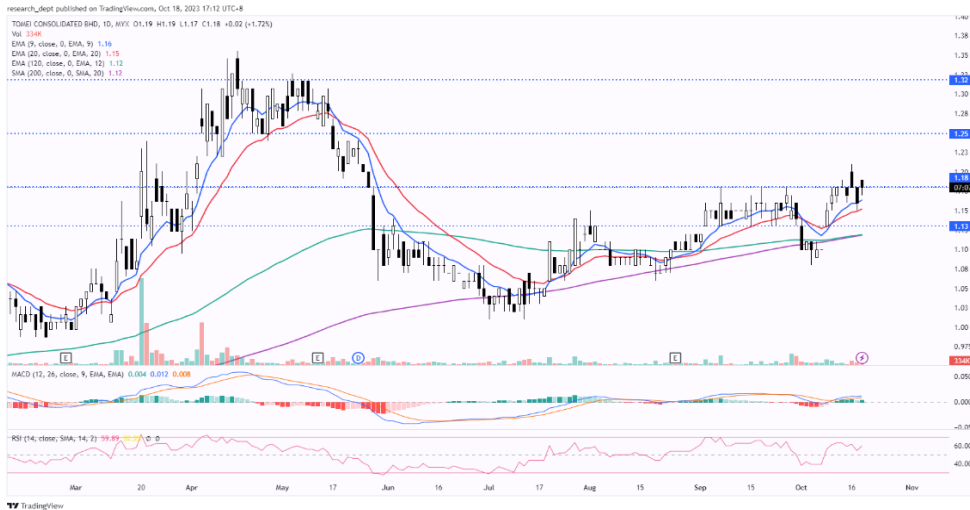 research_dept published on TradingView.com, Oct 18, 2023 17:12 UTC+8
TOMEI CONSOLIDATED BHD, 1D, MYX O1.19 H1.19 L1.17 C1.18 +0.02 (+1.72%)
Vol 334K
EMA (9, close, 0, EMA, 9) 1.16
EMA (20, close, 0, EMA, 20) 1.15
EMA (120, close, 0, EMA, 12) 1.12
SMA (200, close, 0, SMA, 20) 1.12
1.40
1.38
1.35
1.32
1.30
1.28
1.25
1.23
1.20
1.18
1.15
1.13
1.10
1.08
1.05
1.03
1.00
0.975
334K
E
E
D
E
MACD (12, 26, close, 9, EMA, EMA) 0.004 0.012 0.008
0.050
0.000
RSI (14, close, SMA, 14, 2) 59.89
60.00
40.00
Mar 20 Apr May 17 Jun 16 Jul 17 Aug 15 Sep 15 Oct 16 Nov
TradingView